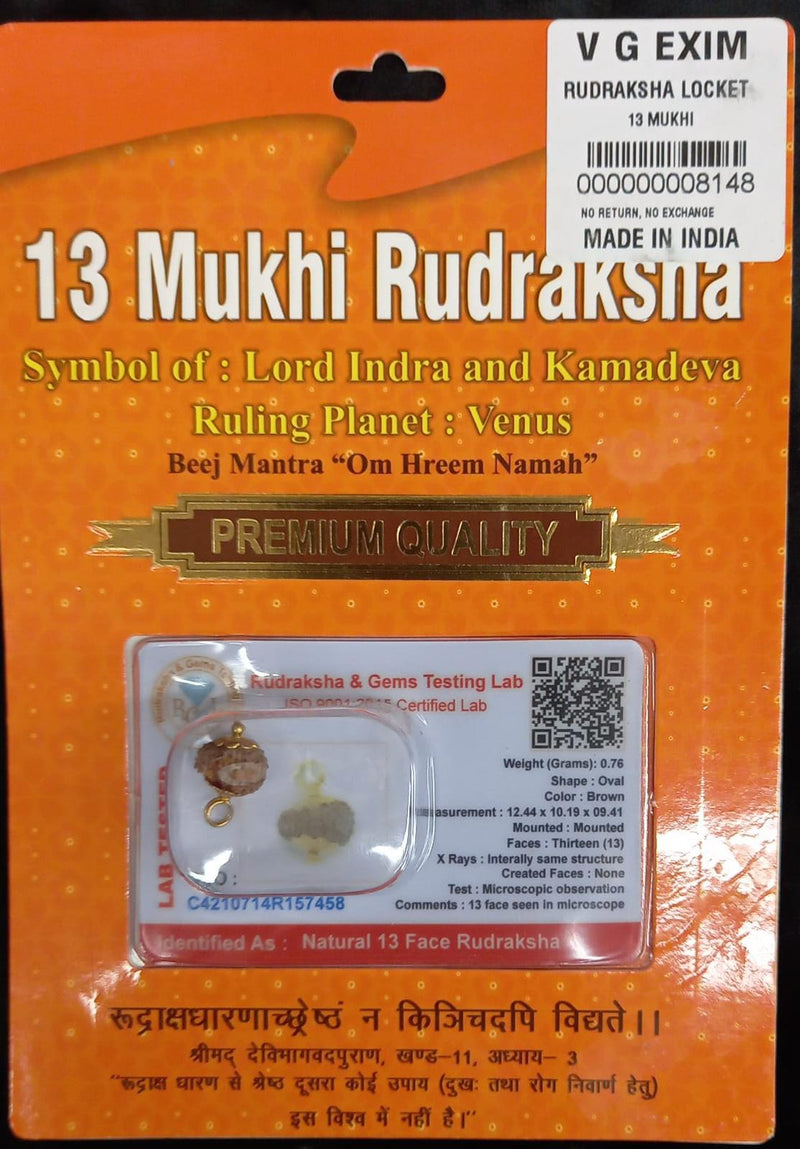 V G EXIM
RUDRAKSHA LOCKET
13 MUKHI
000000008148
NO RETURN, NO EXCHANGE
MADE IN INDIA
13 Mukhi Rudraksha
Symbol of : Lord Indra and Kamadeva
Ruling Planet : Venus
Beej Mantra “Om Hreem Namah”
PREMIUM QUALITY
Rudraksha & Gems Testing Lab
ISO 9001:2015 Certified Lab
Weight (Grams): 0.76
Shape : Oval
Color : Brown
Measurement : 12.44 x 10.19 x 09.41
Mounted : Mounted
Faces : Thirteen (13)
X Rays : Interally same structure
Created Faces : None
Test : Microscopic observation
Comments : 13 face seen in microscope
LAB TESTED
C4210714R157458
Identified As : Natural 13 Face Rudraksha
रूद्राक्षधारणाच्छ्रेष्ठं न किञिचदपि विद्यते।।
श्रीमद् देविभागवदपुराण, खण्ड-11, अध्याय- 3
“रूद्राक्ष धारण से श्रेष्ठ दूसरा कोई उपाय (दुखः तथा रोग निवार्ण हेतु)
इस विश्व में नहीं है।”